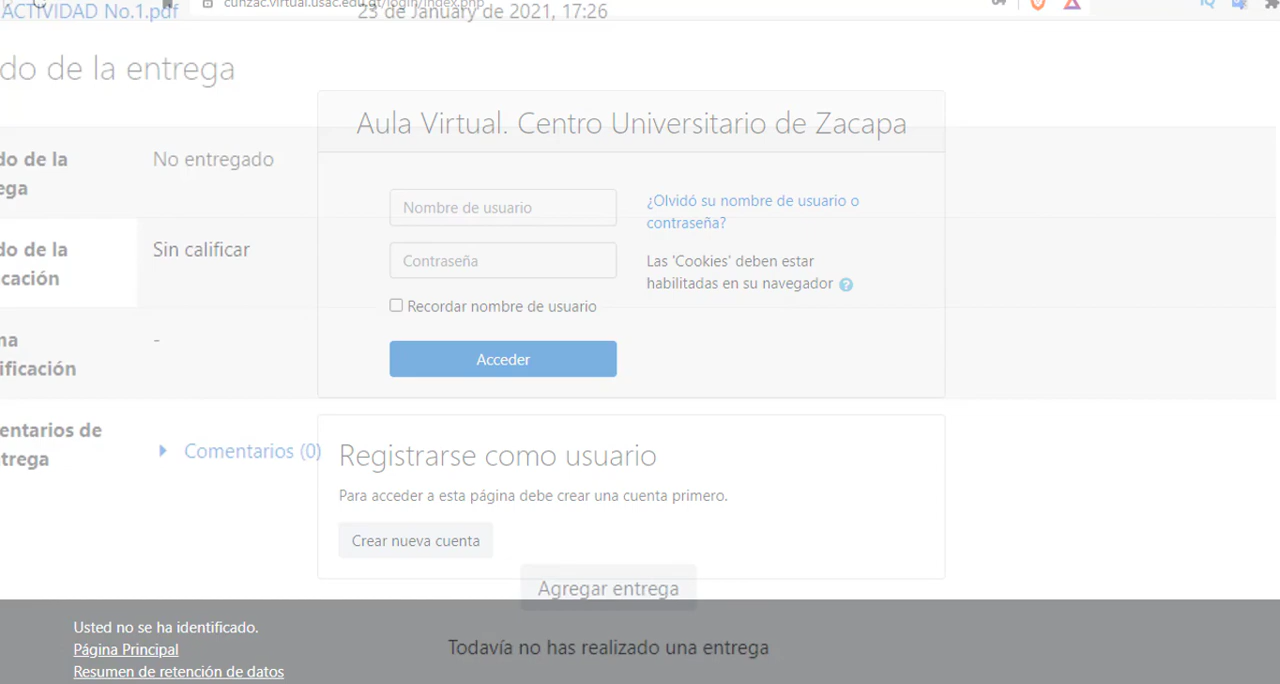 ACTIVIDAD No.1.pdf
cunzac.virtual.usac.edu.gt/login/index.php
23 de January de 2021, 17:26
do de la entrega
Aula Virtual. Centro Universitario de Zacapa
do de la
ega
No entregado
Nombre de usuario
¿Olvidó su nombre de usuario o
contraseña?
do de la
cación
Sin calificar
Contraseña
Las 'Cookies' deben estar
habilitadas en su navegador
Recordar nombre de usuario
na
ificación
-
Acceder
entarios de
trega
Comentarios (0)
Registrarse como usuario
Para acceder a esta página debe crear una cuenta primero.
Crear nueva cuenta
Agregar entrega
Usted no se ha identificado.
Página Principal
Resumen de retención de datos
Todavía no has realizado una entrega